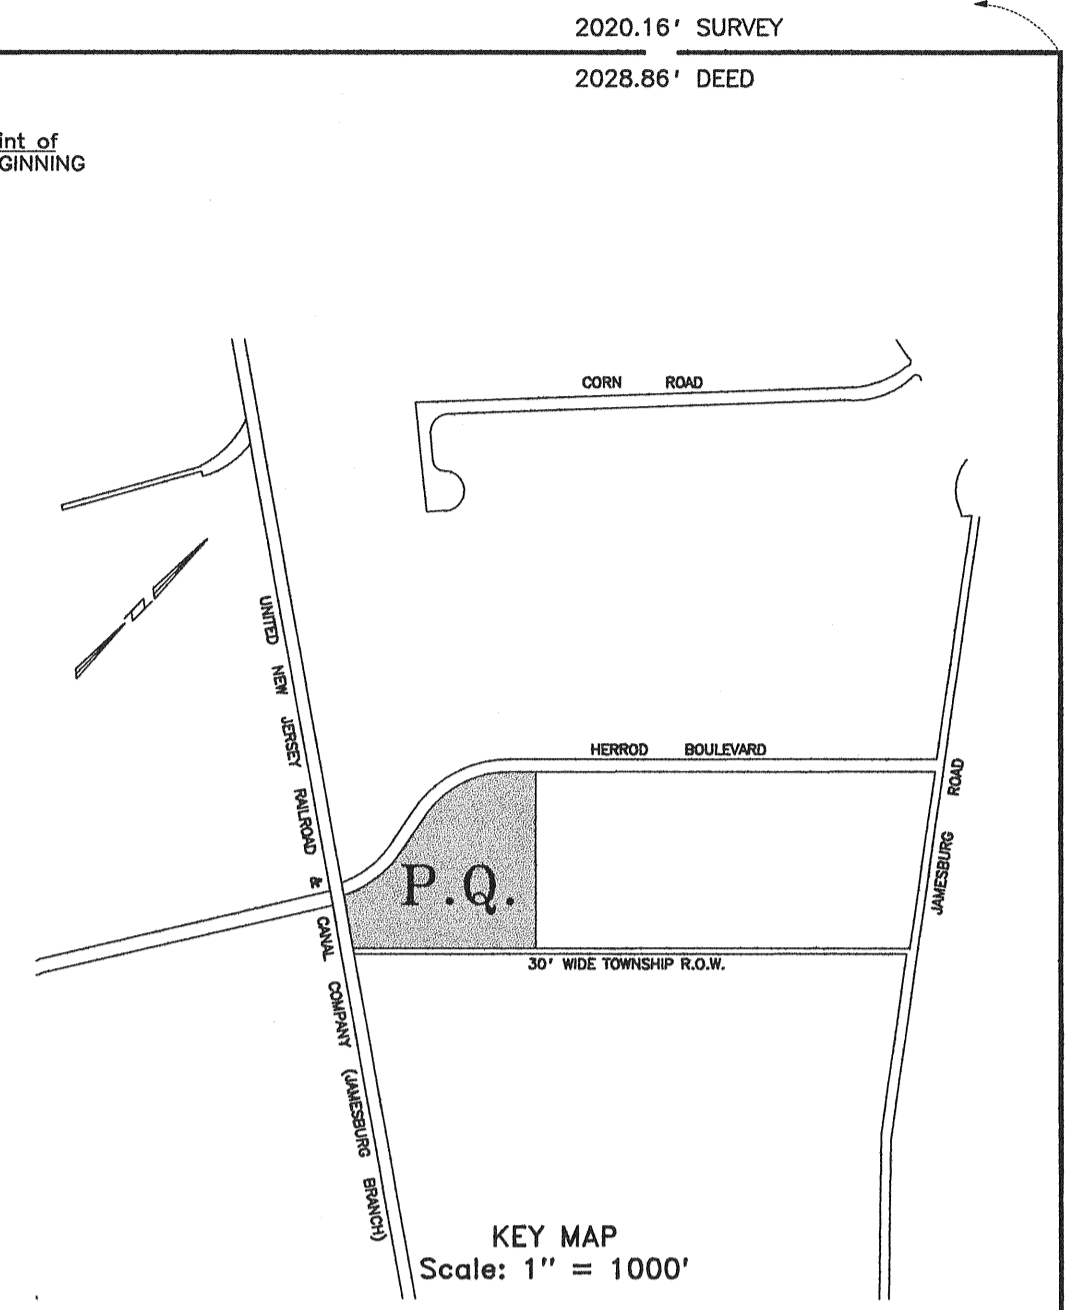 2020.16' SURVEY
2028.86' DEED
int of
GINNING
CORN ROAD
N
UNITED NEW JERSEY RAILROAD & CANAL COMPANY (JAMESBURG BRANCH)
HERROD BOULEVARD
JAMESBURG ROAD
P.Q.
30' WIDE TOWNSHIP R.O.W.
KEY MAP
Scale: 1" = 1000'